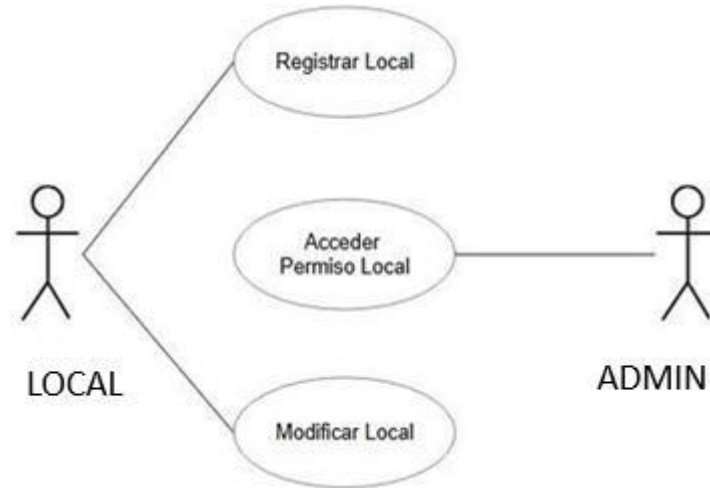 Registrar Local
Acceder
Permiso Local
LOCAL
ADMIN
Modificar Local